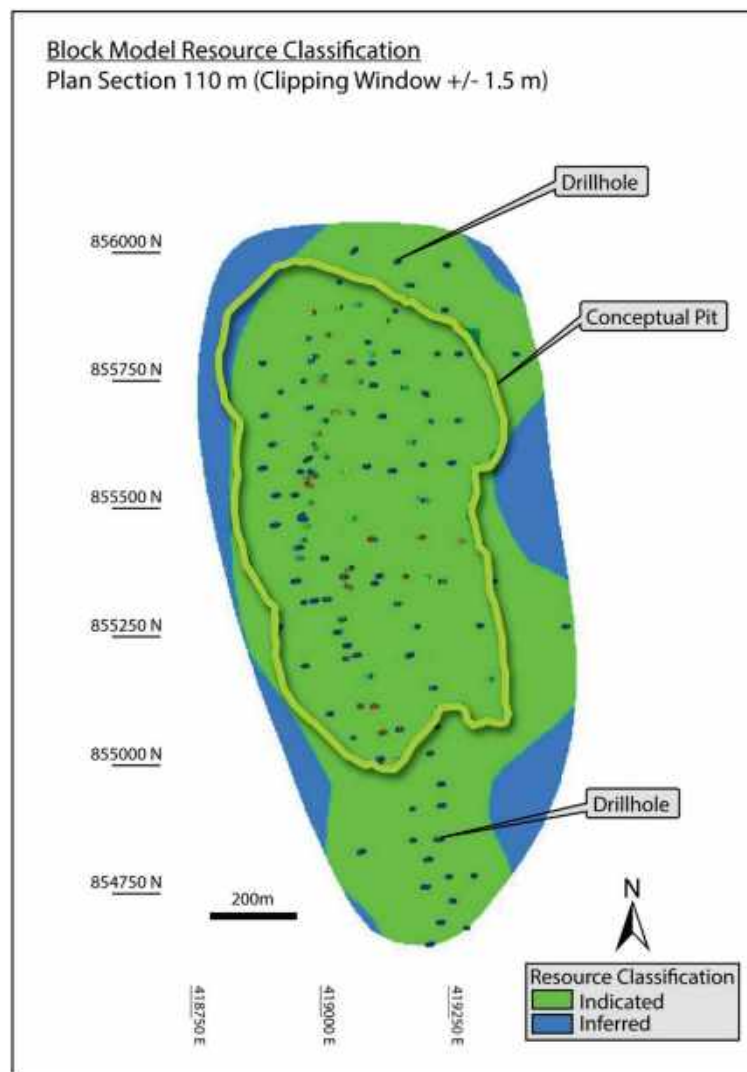 Block Model Resource Classification
Plan Section 110 m (Clipping Window +/- 1.5 m)
Drillhole
856000 N
Conceptual Pit
855750 N
855500 N
855250 N
855000 N
Drillhole
854750 N
200m
N
418750 E
419000 E
419250 E
Resource Classification
Indicated
Inferred